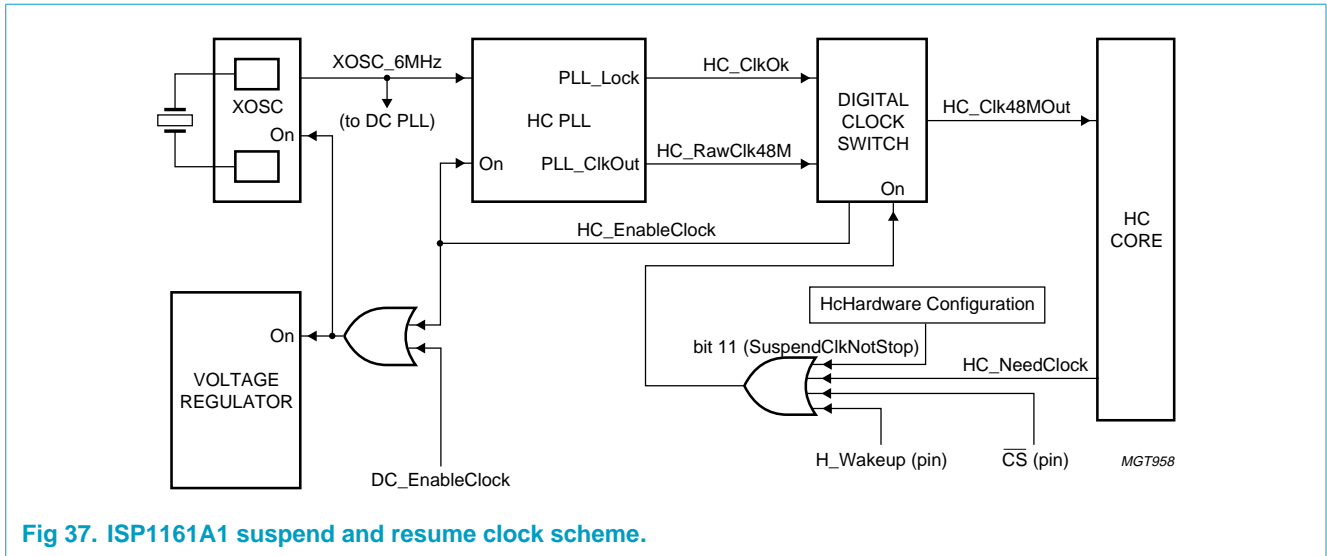 XOSC
On
XOSC_6MHz
(to DC PLL)
PLL_Lock
HC PLL
On
PLL_ClkOut
HC_ClkOk
HC_RawClk48M
DIGITAL
CLOCK
SWITCH
On
HC_Clk48MOut
HC
CORE
HC_EnableClock
VOLTAGE
REGULATOR
On
DC_EnableClock
HcHardware Configuration
bit 11 (SuspendClkNotStop)
HC_NeedClock
H_Wakeup (pin)
C̅S̅ (pin)
MGT958
Fig 37. ISP1161A1 suspend and resume clock scheme.